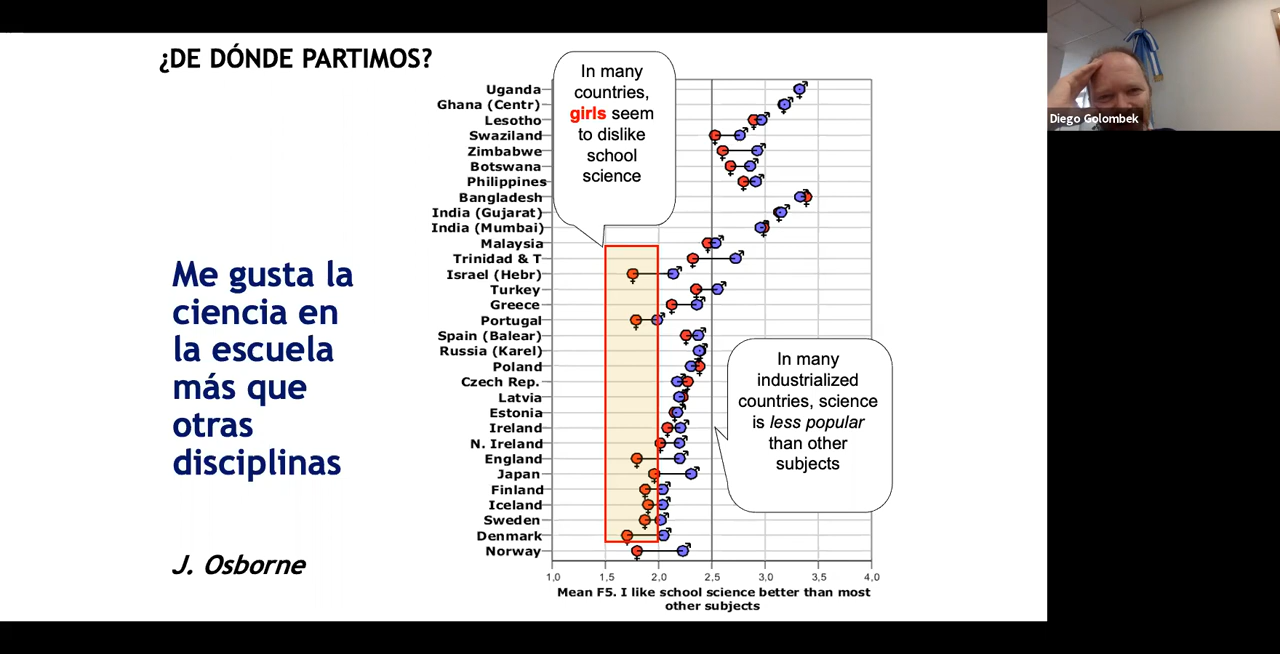 ¿DE DÓNDE PARTIMOS?
In many
countries,
girls seem
to dislike
school
science
Me gusta la
ciencia en
la escuela
más que
otras
disciplinas
J. Osborne
Uganda
Ghana (Centr)
Lesotho
Swaziland
Zimbabwe
Botswana
Philippines
Bangladesh
India (Gujarat)
India (Mumbai)
Malaysia
Trinidad & T
Israel (Hebr)
Turkey
Greece
Portugal
Spain (Balear)
Russia (Karel)
Poland
Czech Rep.
Latvia
Estonia
Ireland
N. Ireland
England
Japan
Finland
Iceland
Sweden
Denmark
Norway
In many
industrialized
countries, science
is less popular
than other
subjects
1,0 1,5 2,0 2,5 3,0 3,5 4,0
Mean F5. I like school science better than most
other subjects
Diego Golombek